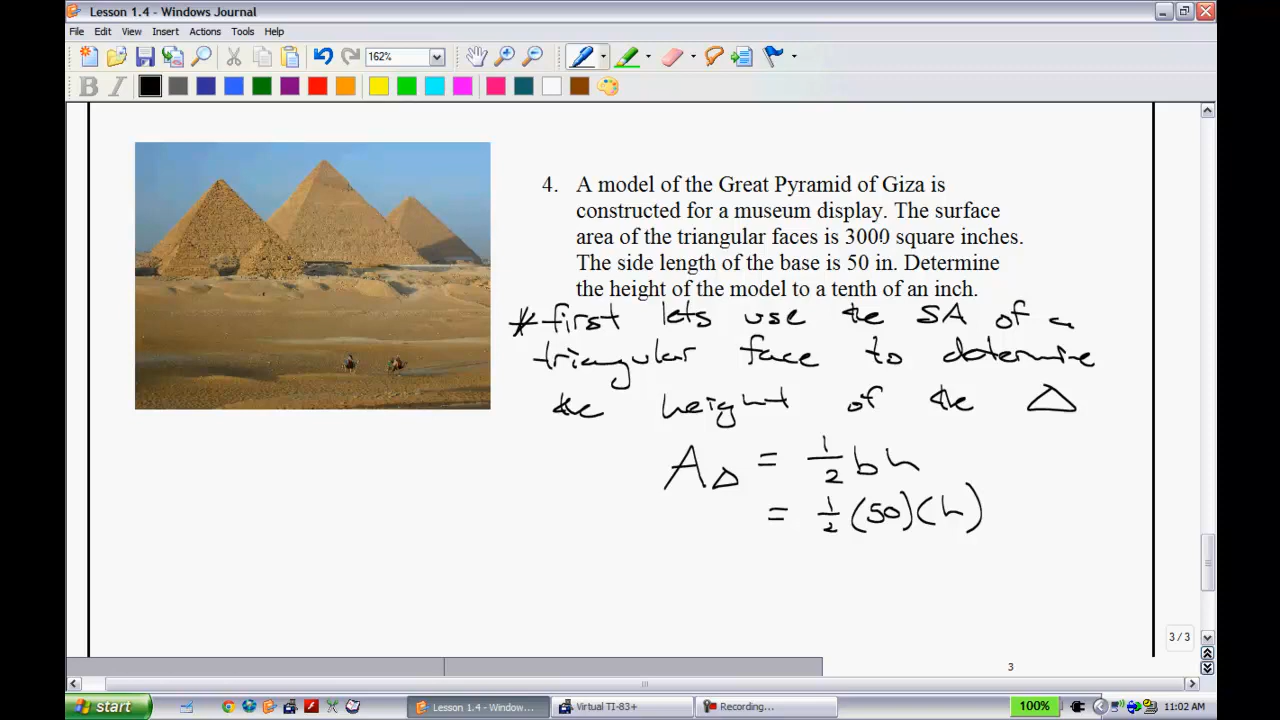 Lesson 1.4 - Windows Journal
File Edit View Insert Actions Tools Help
162%
B I
4. A model of the Great Pyramid of Giza is
constructed for a museum display. The surface
area of the triangular faces is 3000 square inches.
The side length of the base is 50 in. Determine
the height of the model to a tenth of an inch.
* first lets use the SA of a
triangular face to determine
the height of the △
A△ = 1/2 bh
= 1/2 (50)(h)
3 / 3
3
start
Lesson 1.4 - Window...
Virtual TI-83+
Recording...
100%
11:02 AM